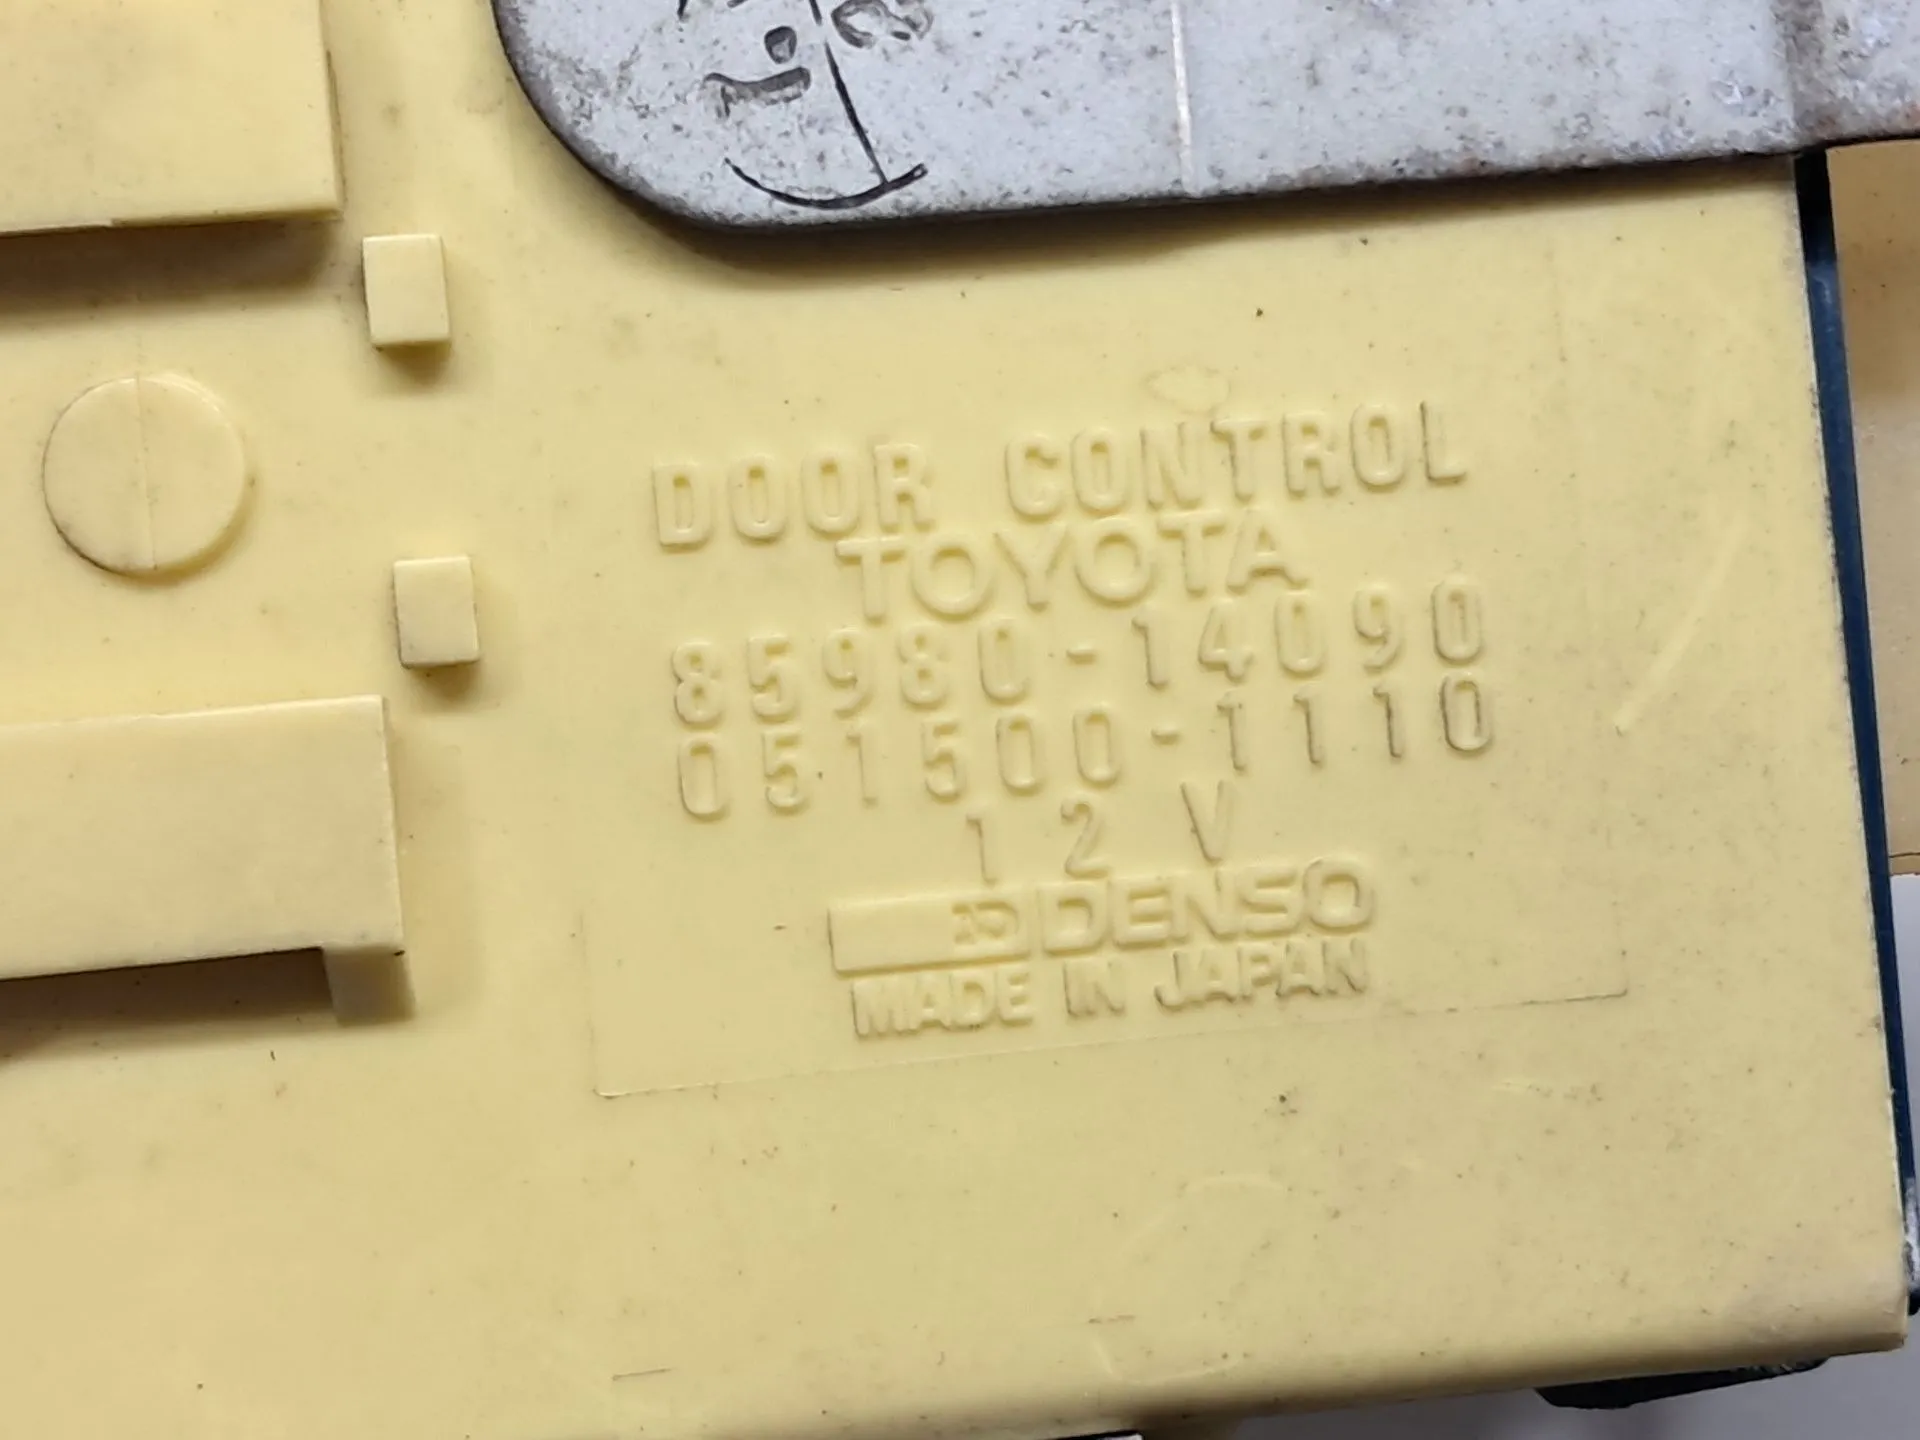 DOOR CONTROL
TOYOTA
85980-14090
051500-1110
12V
DENSO
MADE IN JAPAN